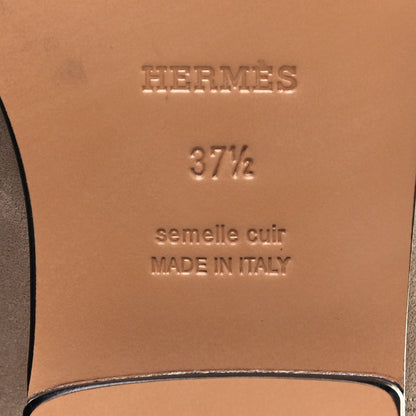 HERMÈS
37½
semelle cuir
MADE IN ITALY